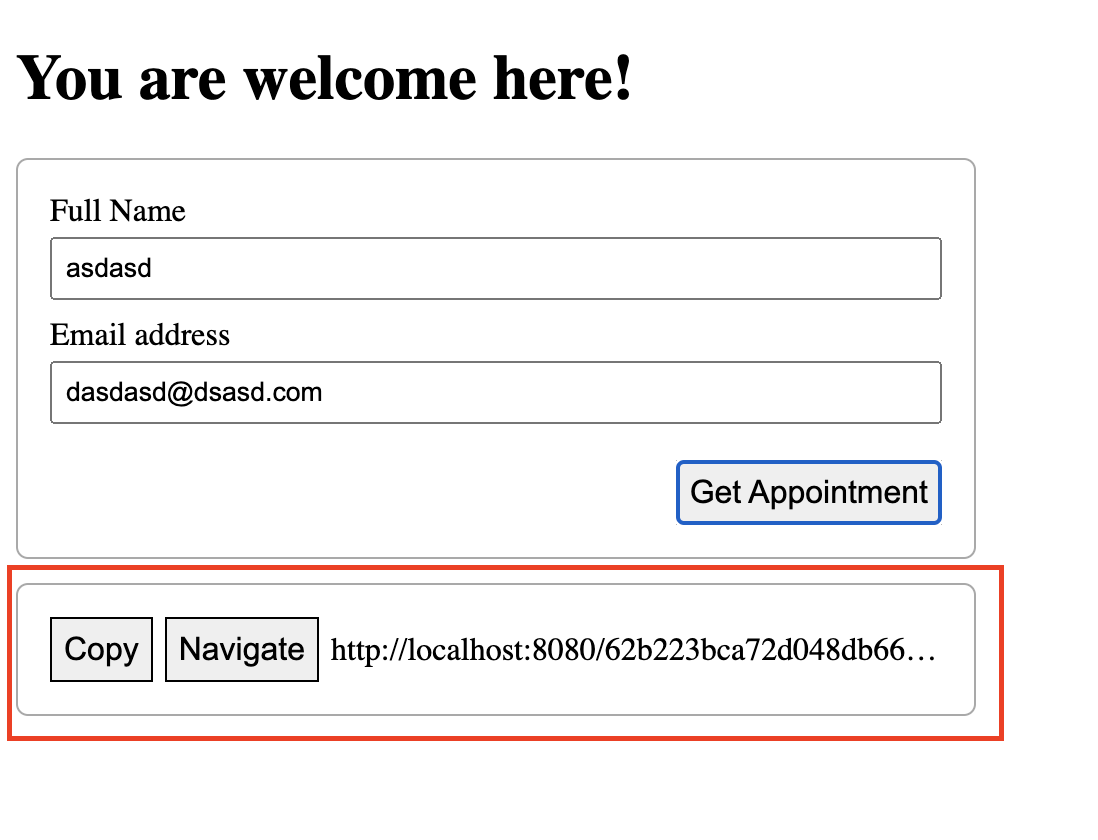 You are welcome here!
Full Name
asdasd
Email address
dasdasd@dsasd.com
Get Appointment
Copy Navigate http://localhost:8080/62b223bca72d048db66…